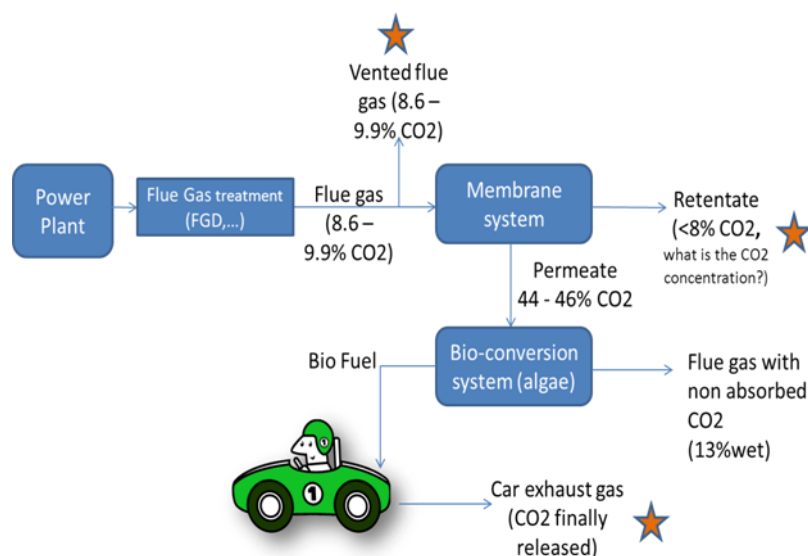 Vented flue
gas (8.6 –
9.9% CO2)
Power
Plant
Flue Gas treatment
(FGD,...)
Flue gas
(8.6 –
9.9% CO2)
Membrane
system
Retentate
(<8% CO2,
what is the CO2
concentration?)
Permeate
44 - 46% CO2
Bio Fuel
Bio-conversion
system (algae)
Flue gas with
non absorbed
CO2
(13%wet)
1
1
Car exhaust gas
(CO2 finally
released)